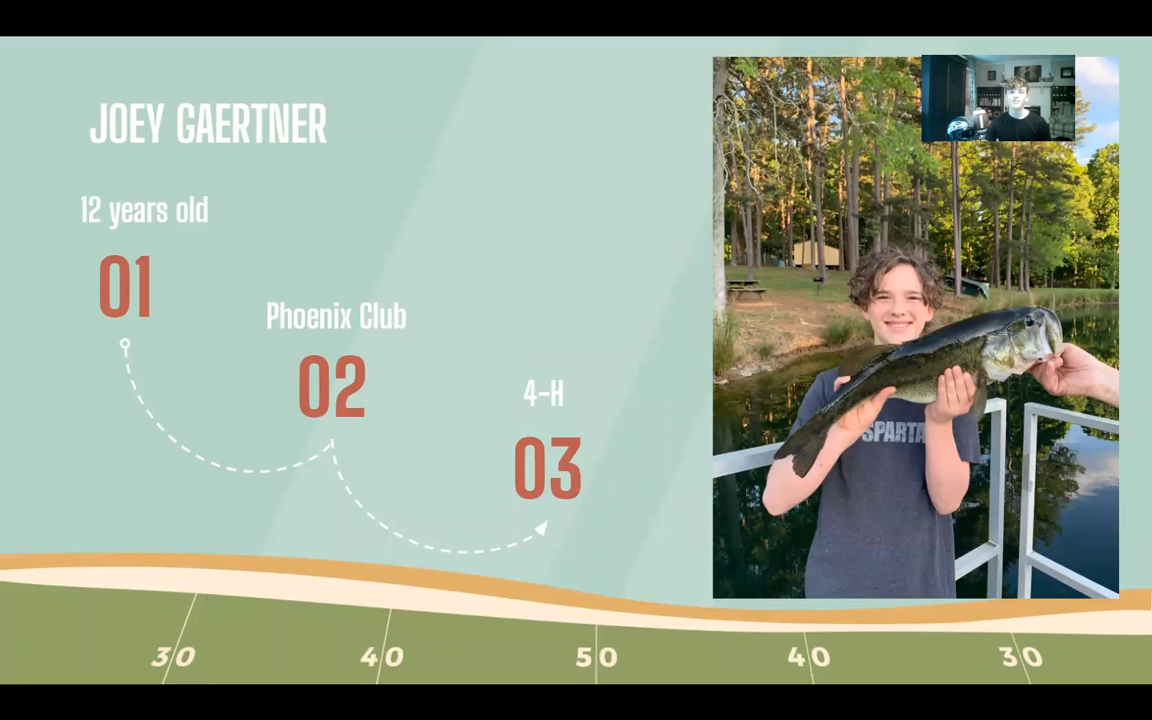 JOEY GAERTNER
12 years old
01
Phoenix Club
02
4-H
03
SPARTA
30 40 50 40 30